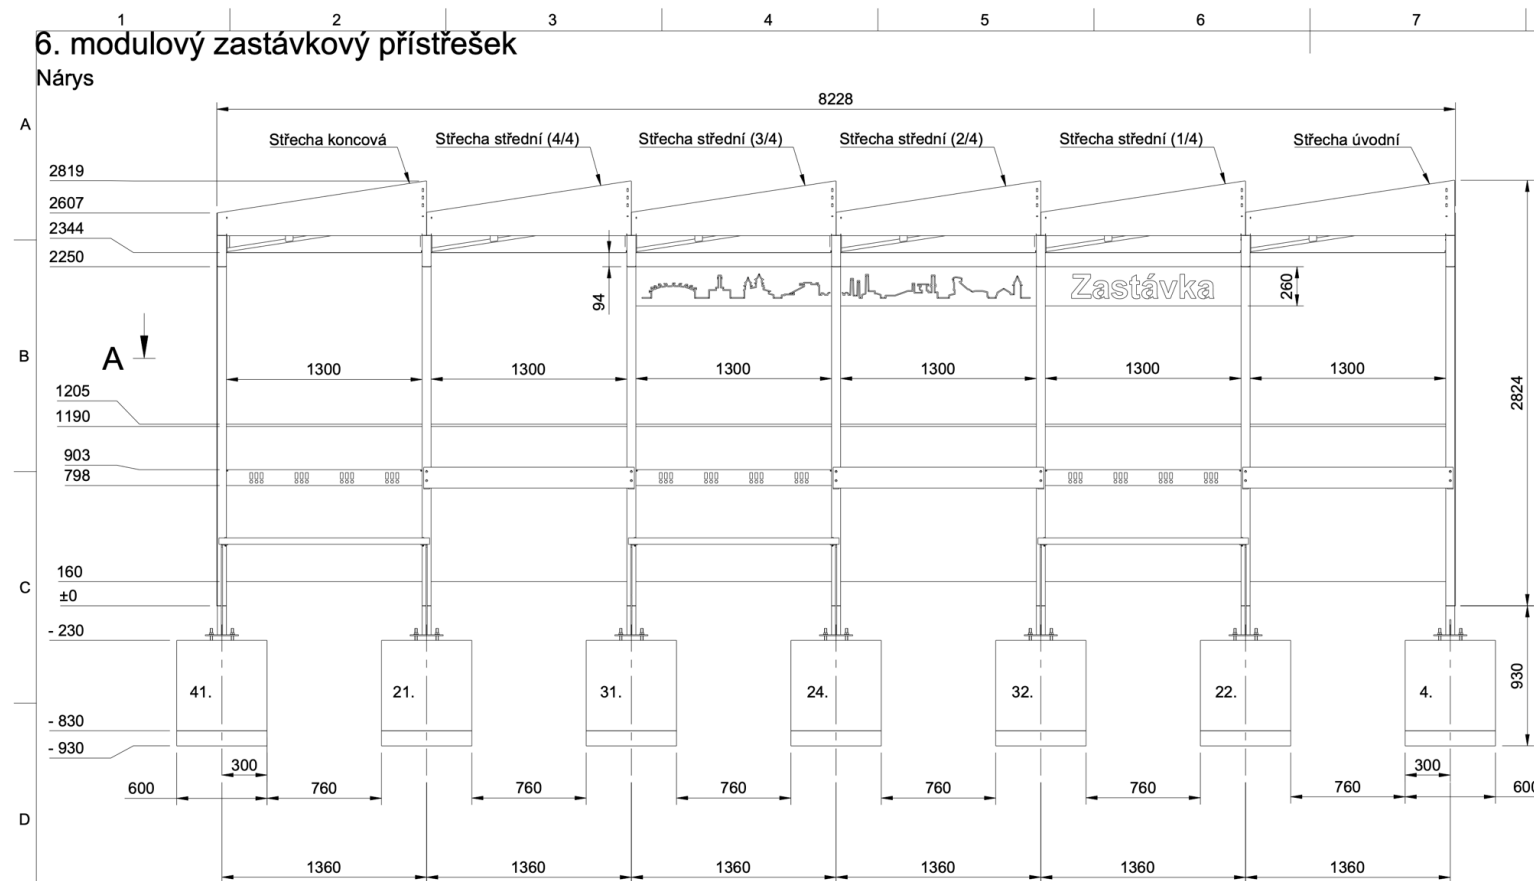 1 2 3 4 5 6 7
6. modulový zastávkový přístřešek
Nárys
8228
A
Střecha koncová Střecha střední (4/4) Střecha střední (3/4) Střecha střední (2/4) Střecha střední (1/4) Střecha úvodní
2819
2607
2344
2250
94
Zastávka
260
B
A
1300 1300 1300 1300 1300 1300
1205
1190
2824
903
798
160
±0
C
- 230
41. 21. 31. 24. 32. 22. 4.
930
- 830
- 930
300 300
600 760 760 760 760 760 760 600
D
1360 1360 1360 1360 1360 1360